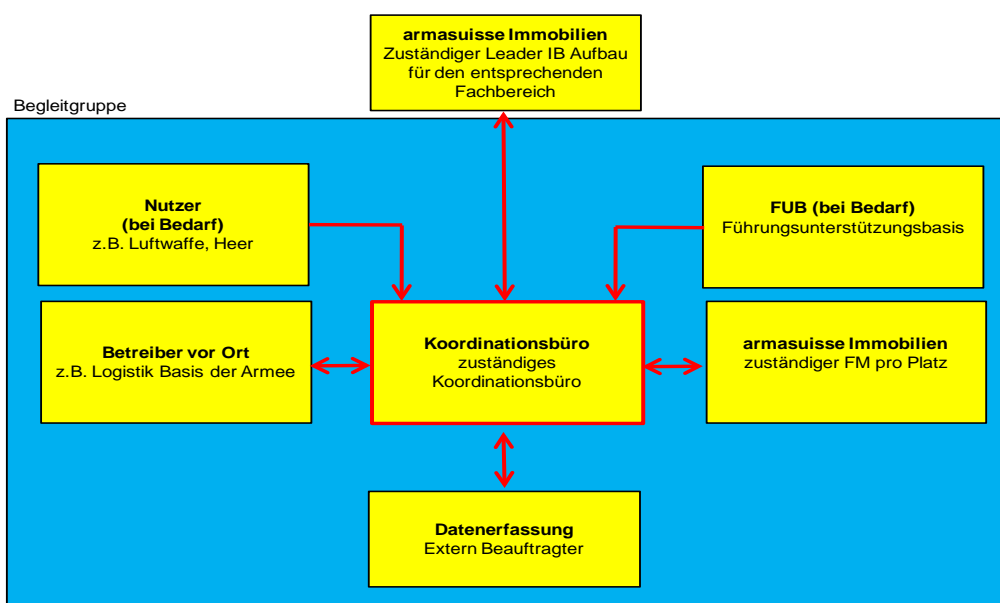 armasuisse Immobilien
Zuständiger Leader IB Aufbau
für den entsprechenden
Fachbereich
Begleitgruppe
Nutzer
(bei Bedarf)
z.B. Luftwaffe, Heer
FUB (bei Bedarf)
Führungsunterstützungsbasis
Betreiber vor Ort
z.B. Logistik Basis der Armee
Koordinationsbüro
zuständiges
Koordinationsbüro
armasuisse Immobilien
zuständiger FM pro Platz
Datenerfassung
Extern Beauftragter